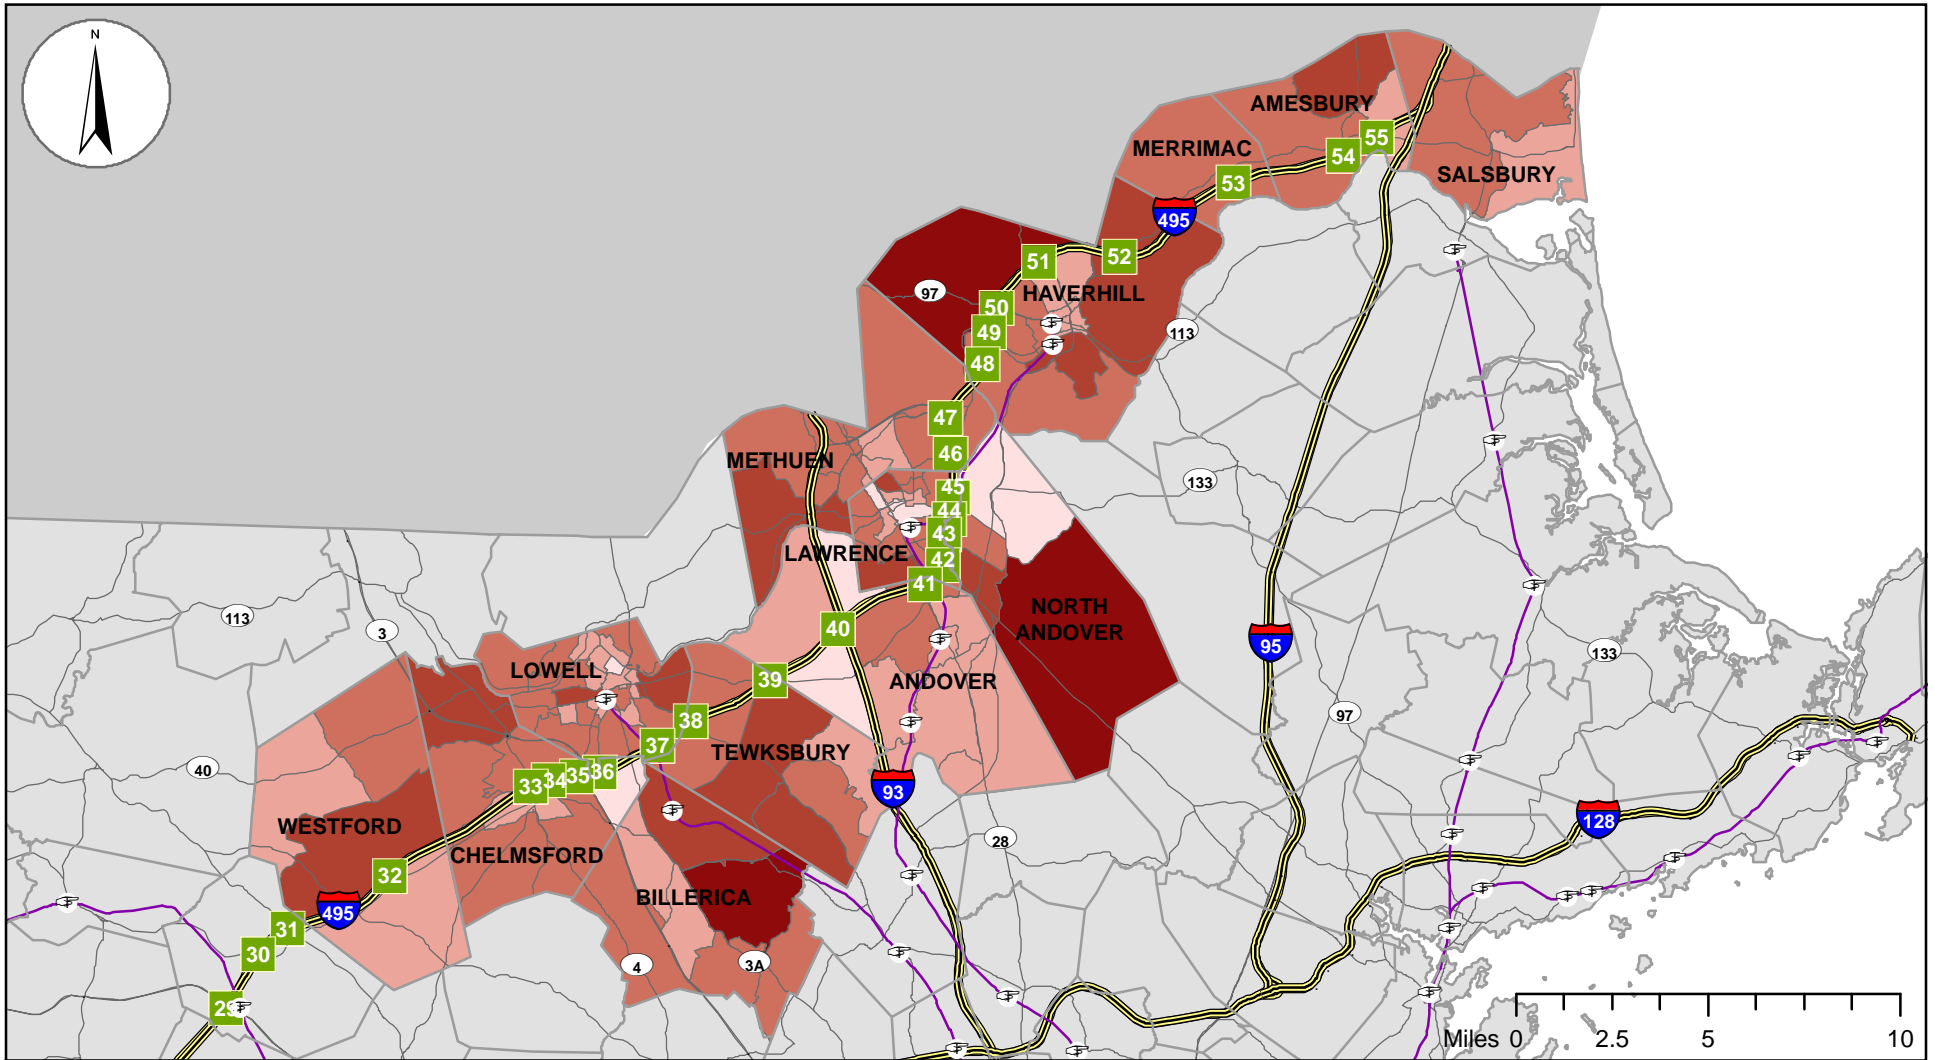 N
AMESBURY
55
MERRIMAC
54
53
SALSBURY
495
52
51
97
HAVERHILL
50
49
113
48
47
METHUEN
46
133
45
44
43
LAWRENCE
42
41
NORTH
ANDOVER
113
3
40
95
133
LOWELL
39
ANDOVER
97
38
37
TEWKSBURY
40
36
35
34
33
93
128
WESTFORD
28
CHELMSFORD
32
BILLERICA
495
31
30
4
3A
29
Miles 0 2.5 5 10